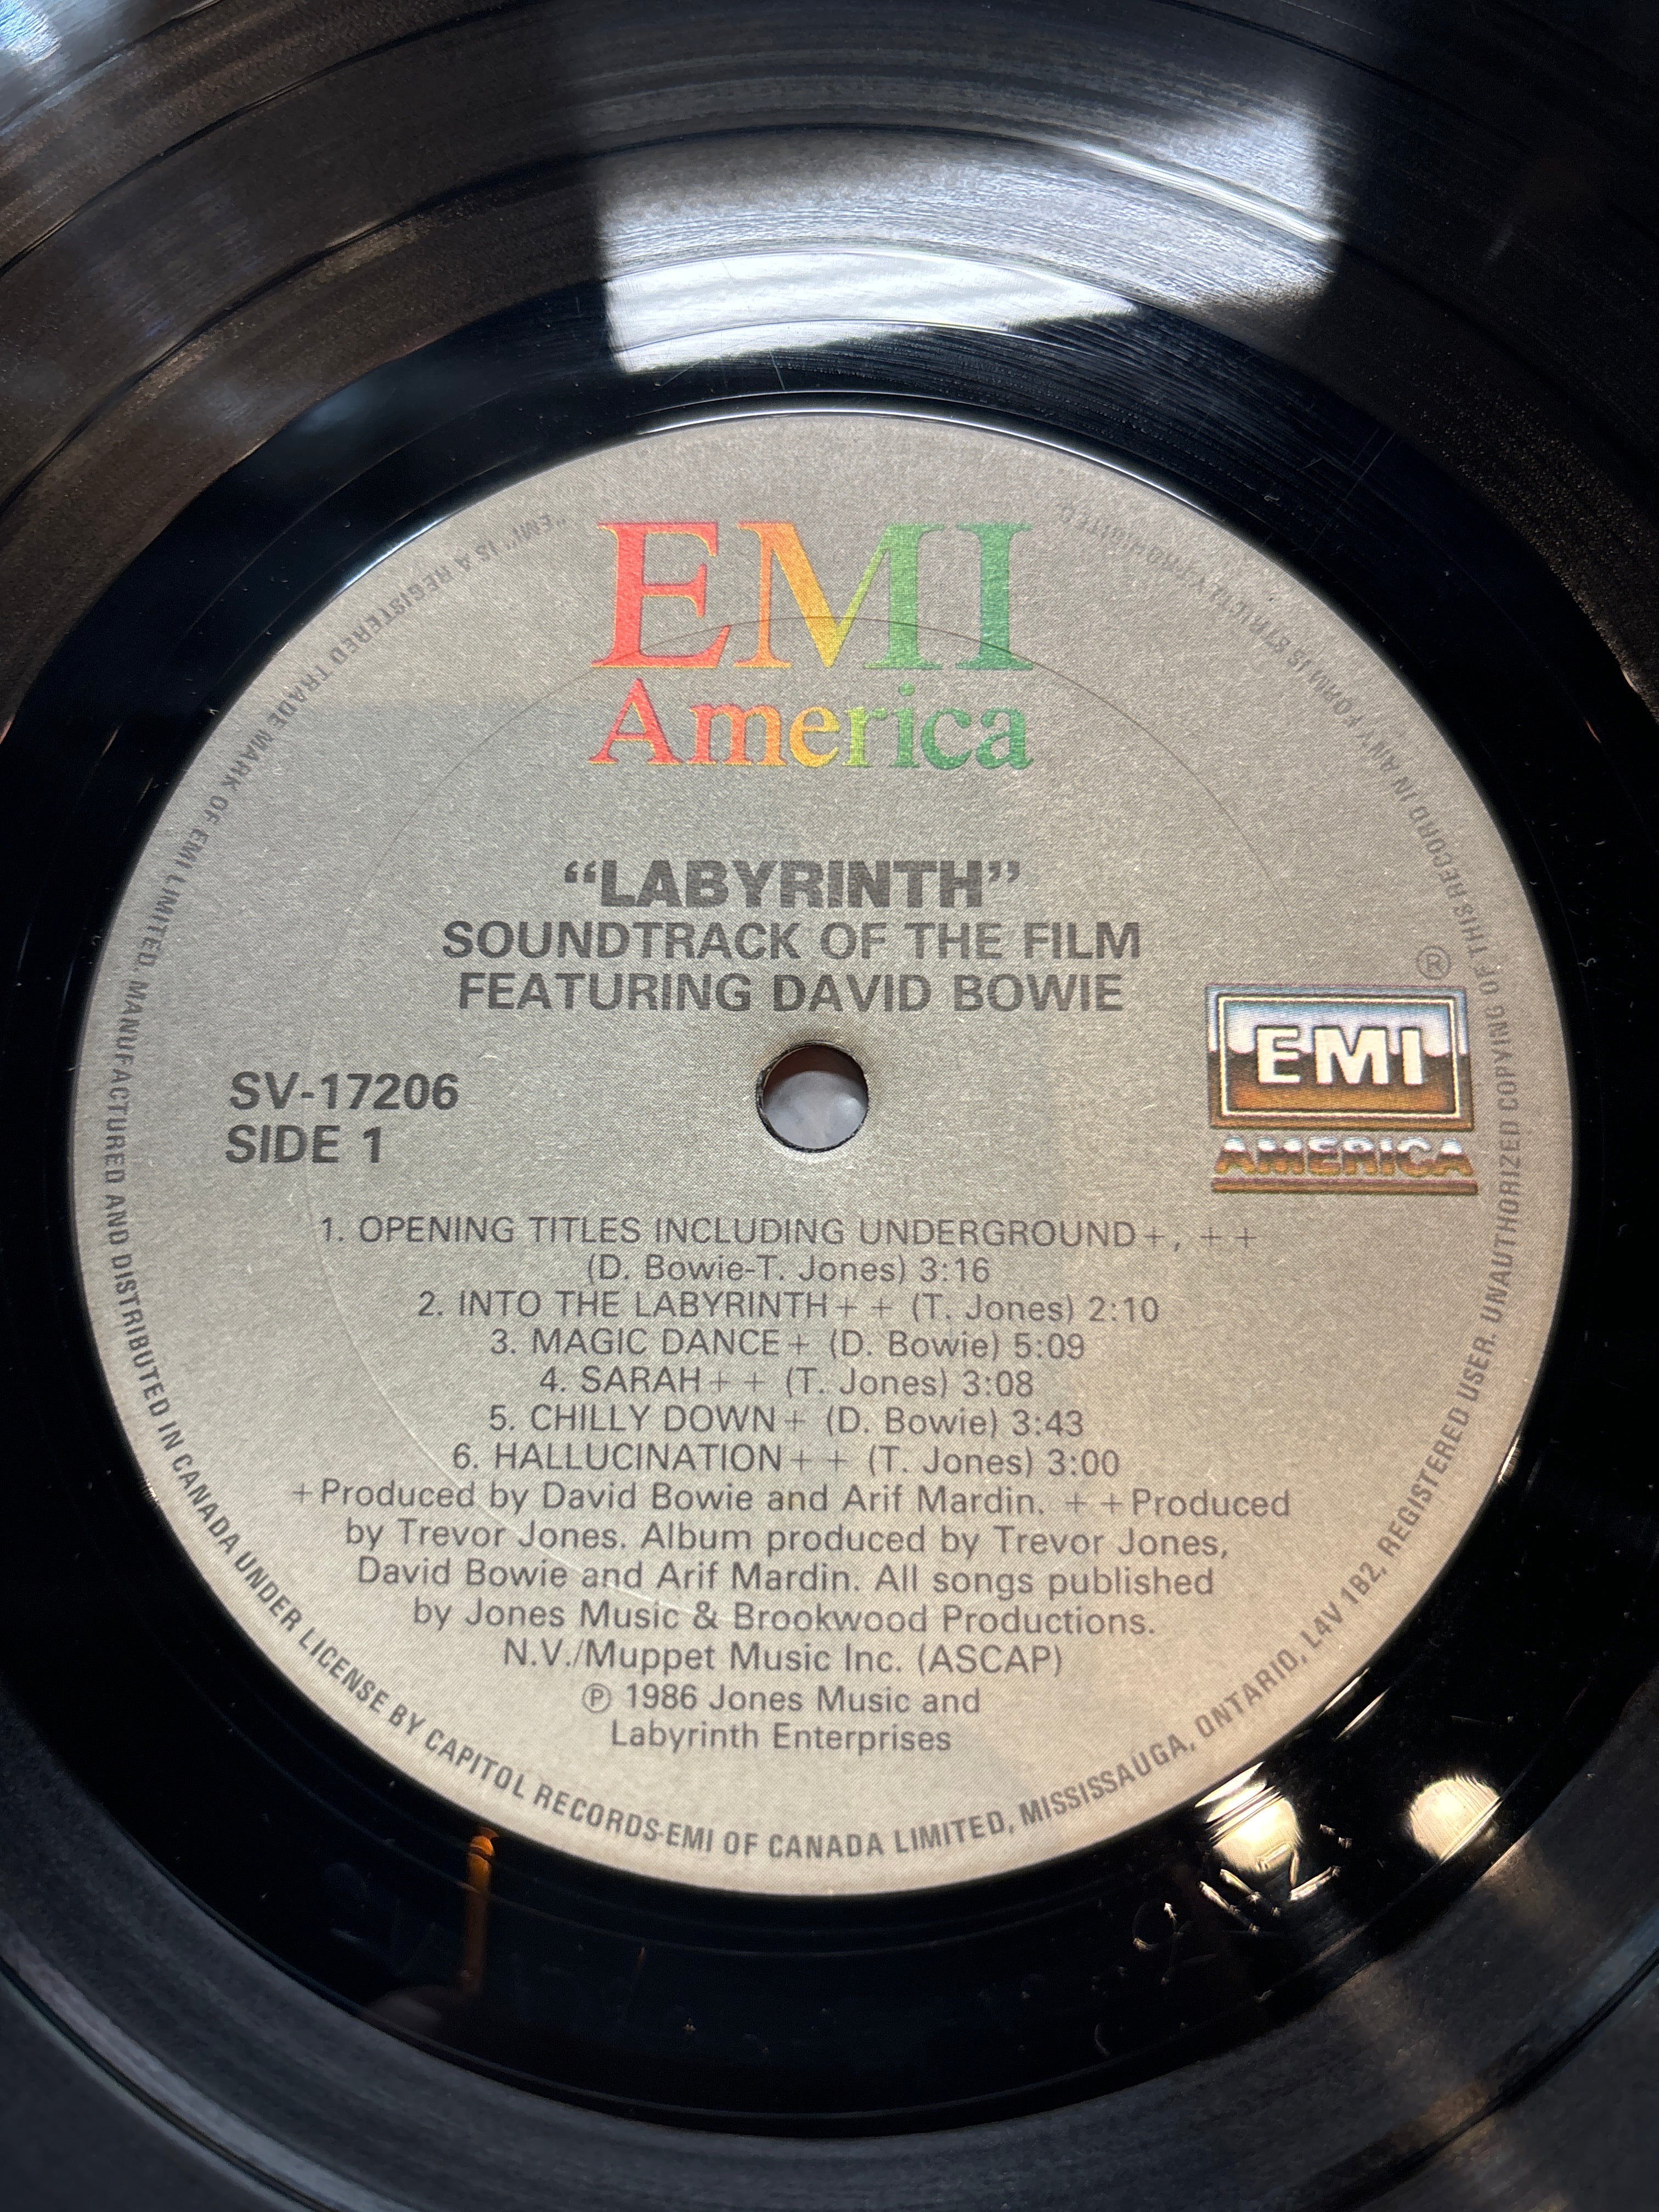 EMI
America
“LABYRINTH”
SOUNDTRACK OF THE FILM
FEATURING DAVID BOWIE
®
EMI
AMERICA
SV-17206
SIDE 1
1. OPENING TITLES INCLUDING UNDERGROUND+, ++
(D. Bowie-T. Jones) 3:16
2. INTO THE LABYRINTH++ (T. Jones) 2:10
3. MAGIC DANCE+ (D. Bowie) 5:09
4. SARAH++ (T. Jones) 3:08
5. CHILLY DOWN+ (D. Bowie) 3:43
6. HALLUCINATION++ (T. Jones) 3:00
+Produced by David Bowie and Arif Mardin. ++Produced
by Trevor Jones. Album produced by Trevor Jones,
David Bowie and Arif Mardin. All songs published
by Jones Music & Brookwood Productions.
N.V./Muppet Music Inc. (ASCAP)
℗ 1986 Jones Music and
Labyrinth Enterprises
"EMI" IS A REGISTERED TRADE MARK OF EMI LIMITED. MANUFACTURED AND DISTRIBUTED IN CANADA UNDER LICENSE BY CAPITOL RECORDS-EMI OF CANADA LIMITED, MISSISSAUGA, ONTARIO, L4V 1B2, REGISTERED USER. UNAUTHORIZED COPYING OF THIS RECORD IN ANY FORM IS STRICTLY PROHIBITED.